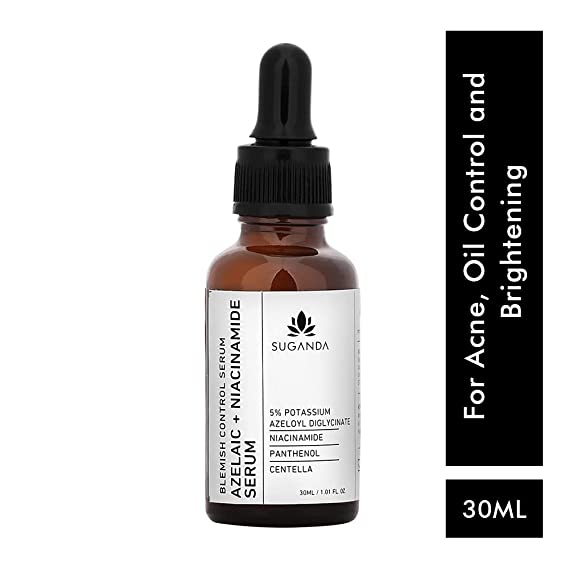 BLEMISH CONTROL SERUM
AZELAIC + NIACINAMIDE
SERUM
SUGANDA
5% POTASSIUM
AZELOYL DIGLYCINATE
NIACINAMIDE
PANTHENOL
CENTELLA
30ML / 1.01 FL OZ.
For Acne, Oil Control and
Brightening
30ML